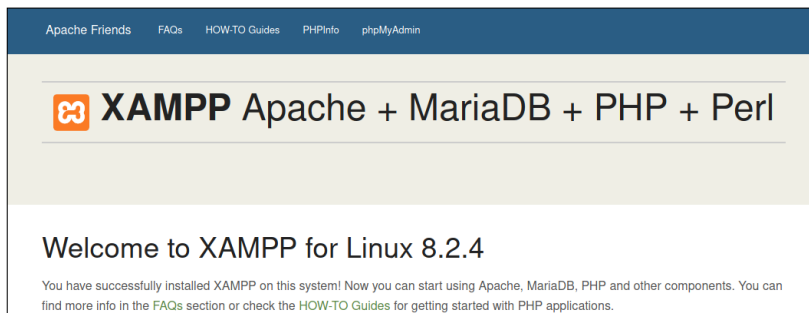 Apache Friends FAQs HOW-TO Guides PHPInfo phpMyAdmin
XAMPP Apache + MariaDB + PHP + Perl
Welcome to XAMPP for Linux 8.2.4
You have successfully installed XAMPP on this system! Now you can start using Apache, MariaDB, PHP and other components. You can
find more info in the FAQs section or check the HOW-TO Guides for getting started with PHP applications.